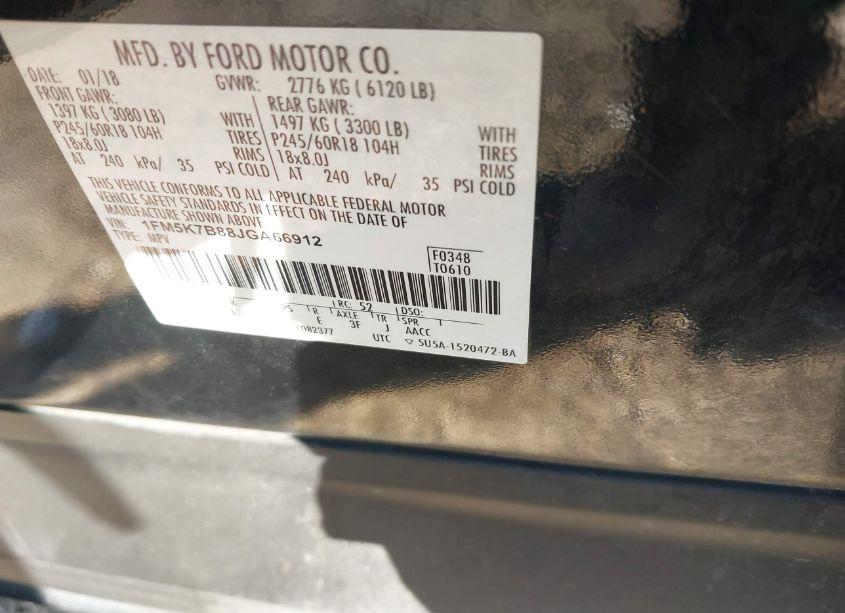 MFD. BY FORD MOTOR CO.
DATE: 01/18 GVWR: 2776 KG ( 6120 LB)
FRONT GAWR: REAR GAWR:
1397 KG ( 3080 LB) WITH 1497 KG ( 3300 LB) WITH
P245/60R18 104H TIRES P245/60R18 104H TIRES
18x8.0J RIMS 18x8.0J RIMS
AT 240 kPa/ 35 PSI COLD AT 240 kPa/ 35 PSI COLD
THIS VEHICLE CONFORMS TO ALL APPLICABLE FEDERAL MOTOR
VEHICLE SAFETY STANDARDS IN EFFECT ON THE DATE OF
MANUFACTURE SHOWN ABOVE
VIN: 1FM5K7B88JGA66912
TYPE: MPV
F0348
T0610
RC: 52 DSO:
R AXLE TR SPR
E 3F J AACC
1082377 UTC ▽ 5U5A-1520472-BA